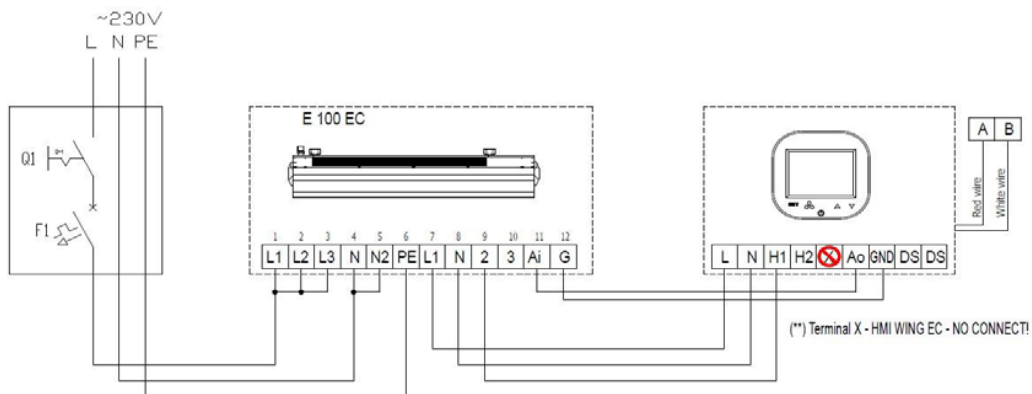 ~230V
L N PE
Q1
F1
E 100 EC
1 2 3 4 5 6 7 8 9 10 11 12
L1 L2 L3 N N2 PE L1 N 2 3 Ai G
SET
L N H1 H2 X Ao GND DS DS
A B
Red wire
White wire
(**) Terminal X - HMI WING EC - NO CONNECT!